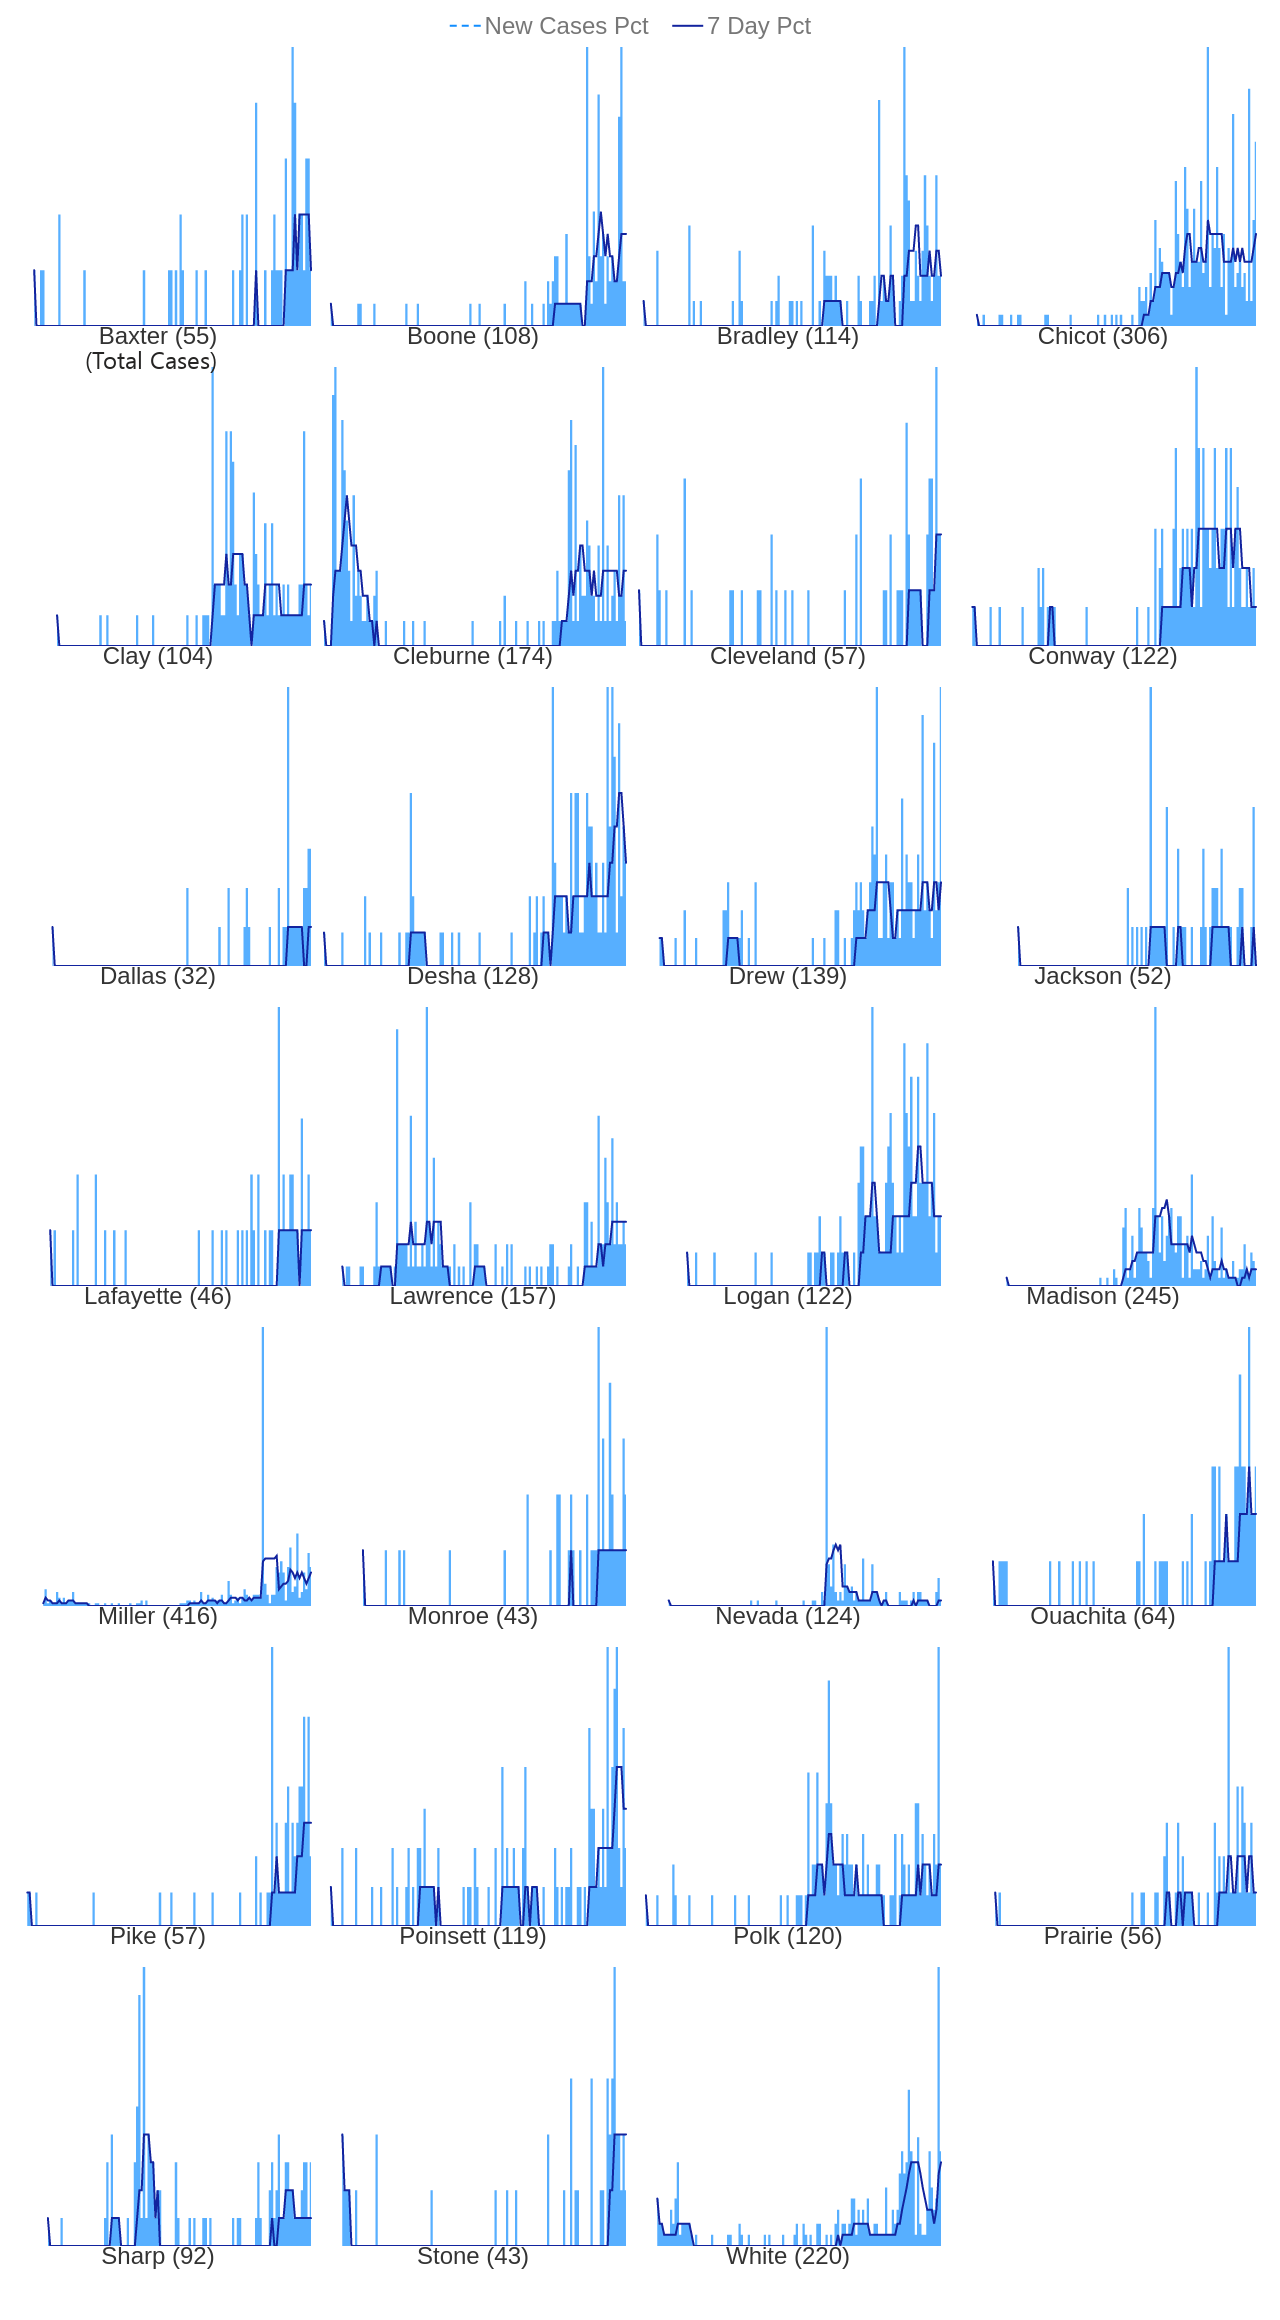 New Cases Pct 7 Day Pct
Baxter (55) Boone (108) Bradley (114) Chicot (306)
(Total Cases)
Clay (104) Cleburne (174) Cleveland (57) Conway (122)
Dallas (32) Desha (128) Drew (139) Jackson (52)
Lafayette (46) Lawrence (157) Logan (122) Madison (245)
Miller (416) Monroe (43) Nevada (124) Ouachita (64)
Pike (57) Poinsett (119) Polk (120) Prairie (56)
Sharp (92) Stone (43) White (220)